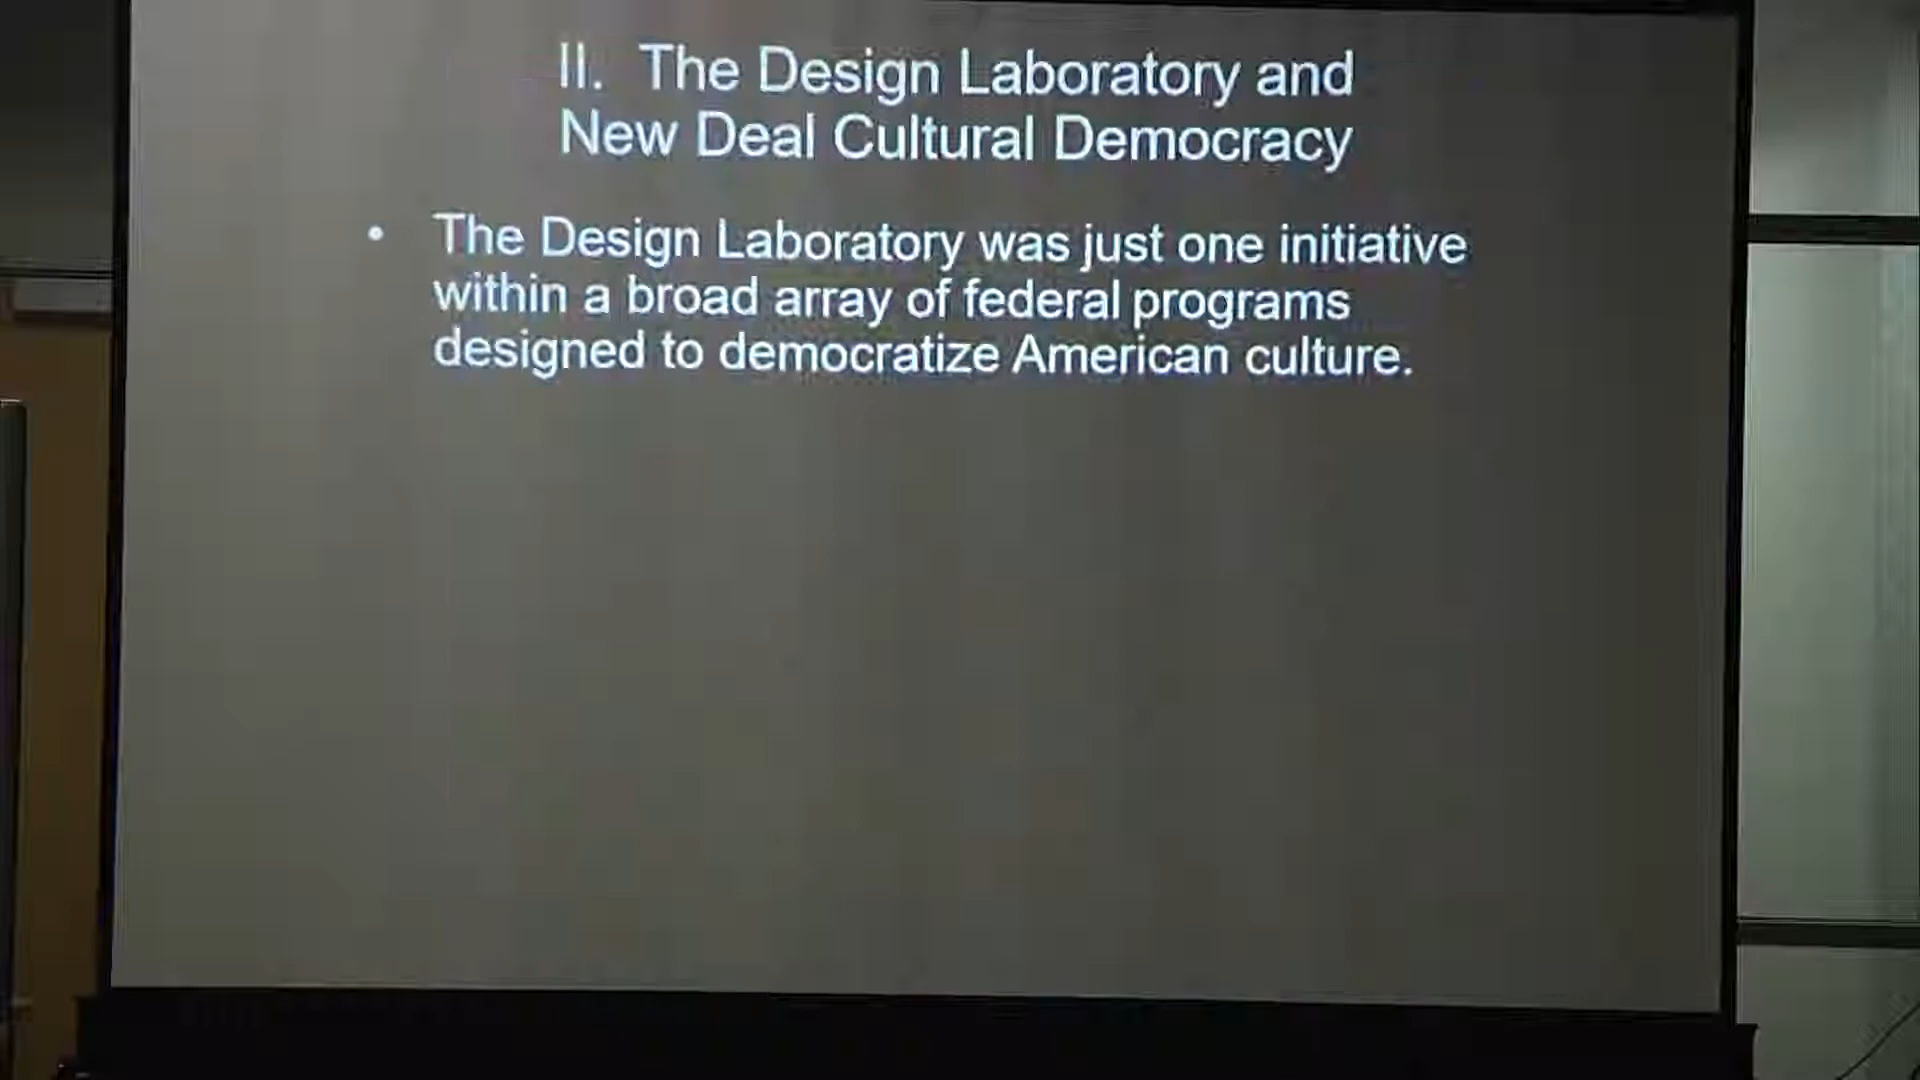 II. The Design Laboratory and
New Deal Cultural Democracy
• The Design Laboratory was just one initiative
within a broad array of federal programs
designed to democratize American culture.